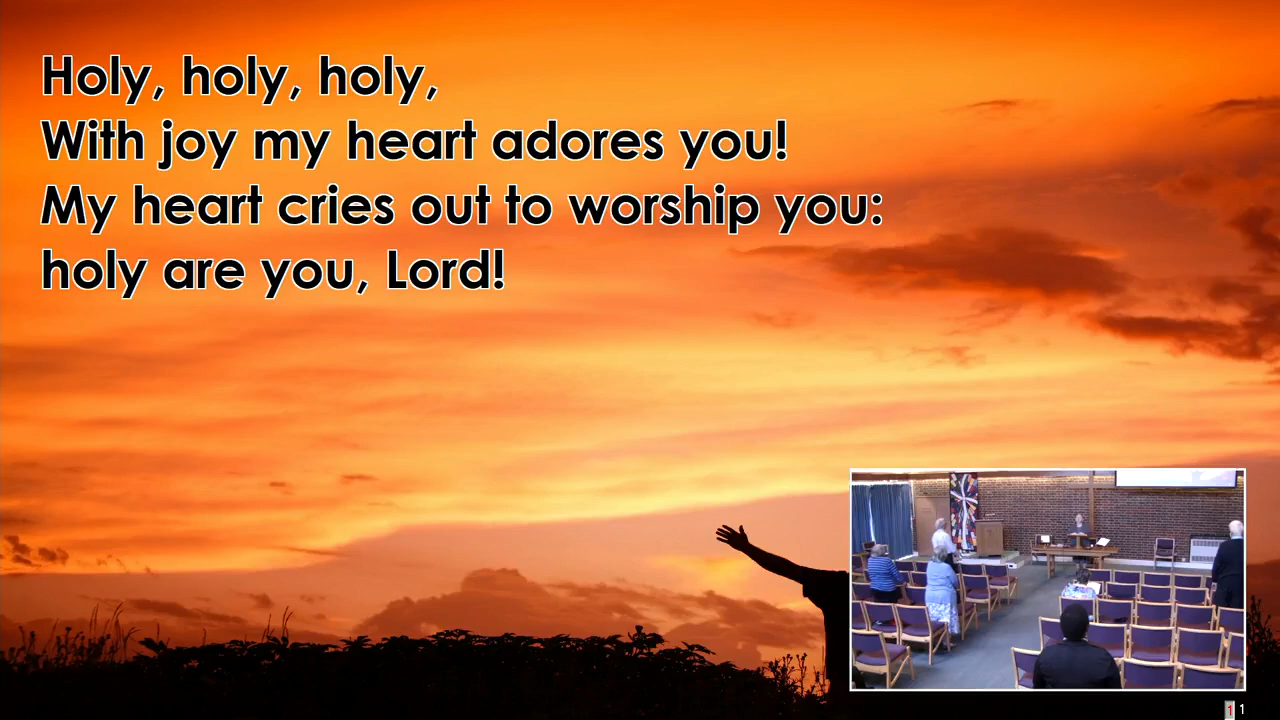 Holy, holy, holy,
With joy my heart adores you!
My heart cries out to worship you:
holy are you, Lord!
1 1